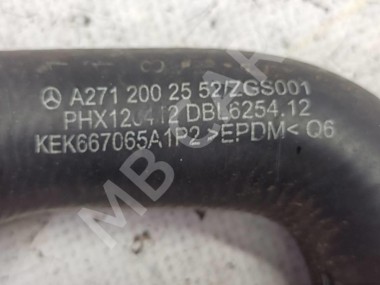 A271 200 25 52/ZGS001
PHX120412 DBL6254.12
KEK667065A1P2 >EPDM< Q6